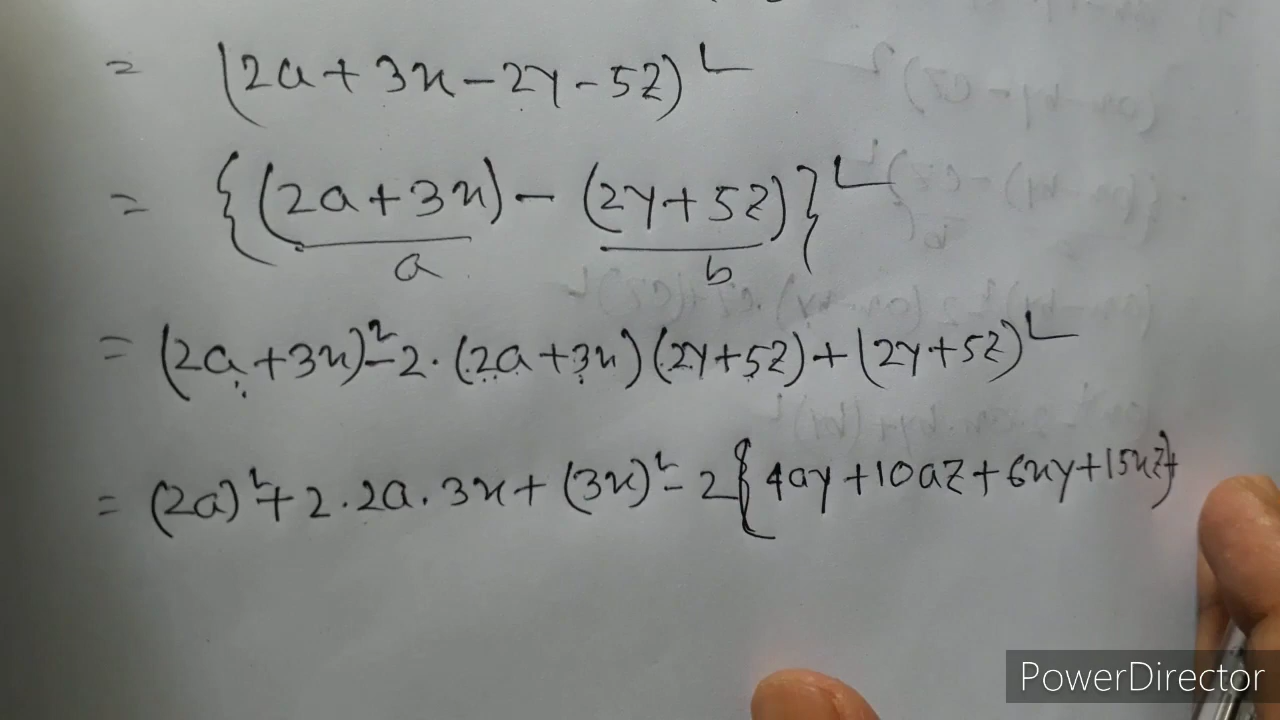 = (2a+3x-2y-5z)²
= {(2a+3x) - (2y+5z)}²
a b
= (2a+3x)²-2.(2a+3x)(2y+5z)+(2y+5z)²
= (2a)²+2.2a.3x+(3x)²-2{4ay+10az+6xy+15xz}+
PowerDirector